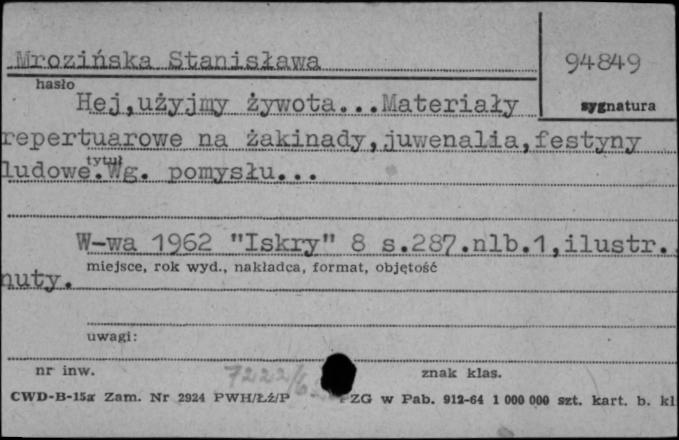 Mrozińska Stanisława
94849
hasło
sygnatura
Hej,użyjmy żywota...Materiały
repertuarowe na żakinady,juwenalia,festyny
tytuł
ludowe.Wg. pomysłu...
W-wa 1962 "Iskry" 8 s.287.nlb.1,ilustr.
miejsce, rok wyd., nakładca, format, objętość
nuty.
uwagi:
nr inw.
znak klas.
CWD-B-15a Zam. Nr 2924 PWH/Łż/P
PZG w Pab. 912-64 1 000 000 szt. kart. b. kl